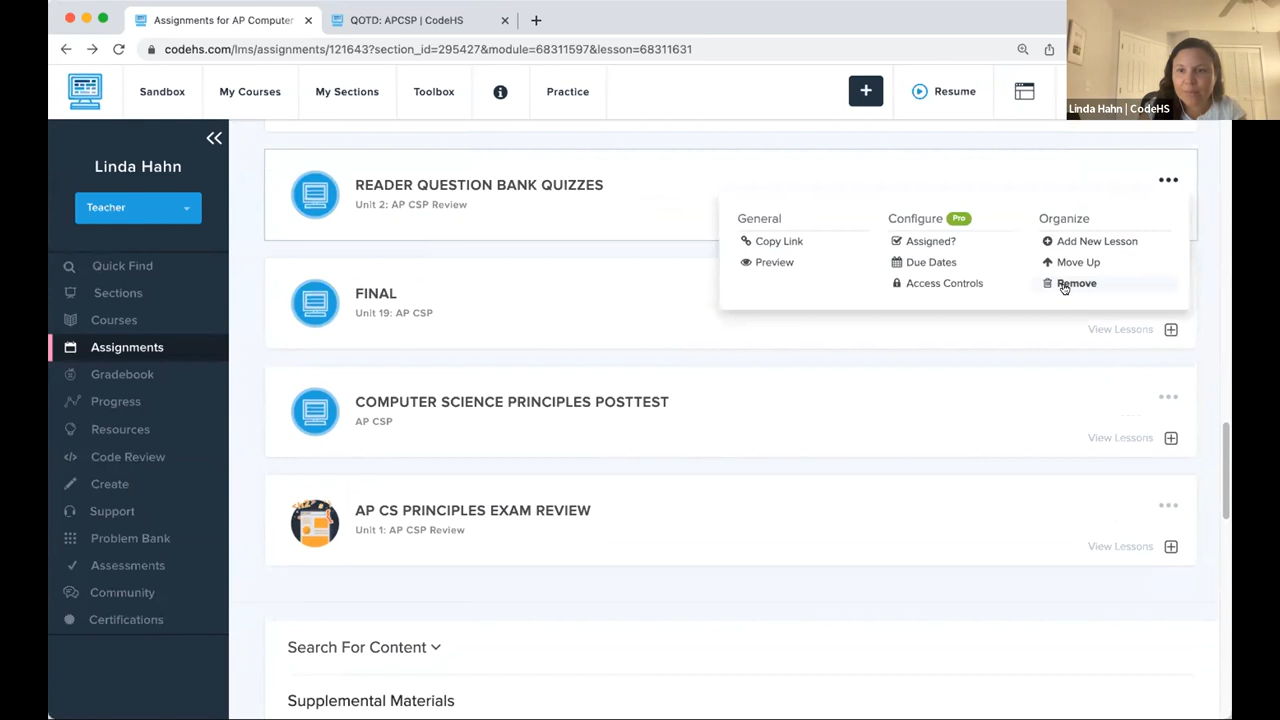 Assignments for AP Computer
QOTD: APCSP | CodeHS
codehs.com/lms/assignments/121643?section_id=295427&module=68311597&lesson=68311631
Sandbox
My Courses
My Sections
Toolbox
Practice
Resume
Linda Hahn | CodeHS
Linda Hahn
Teacher
Quick Find
Sections
Courses
Assignments
Gradebook
Progress
Resources
Code Review
Create
Support
Problem Bank
Assessments
Community
Certifications
READER QUESTION BANK QUIZZES
Unit 2: AP CSP Review
General
Copy Link
Preview
Configure Pro
Assigned?
Due Dates
Access Controls
Organize
Add New Lesson
Move Up
Remove
FINAL
Unit 19: AP CSP
View Lessons
COMPUTER SCIENCE PRINCIPLES POSTTEST
AP CSP
View Lessons
AP CS PRINCIPLES EXAM REVIEW
Unit 1: AP CSP Review
View Lessons
Search For Content
Supplemental Materials